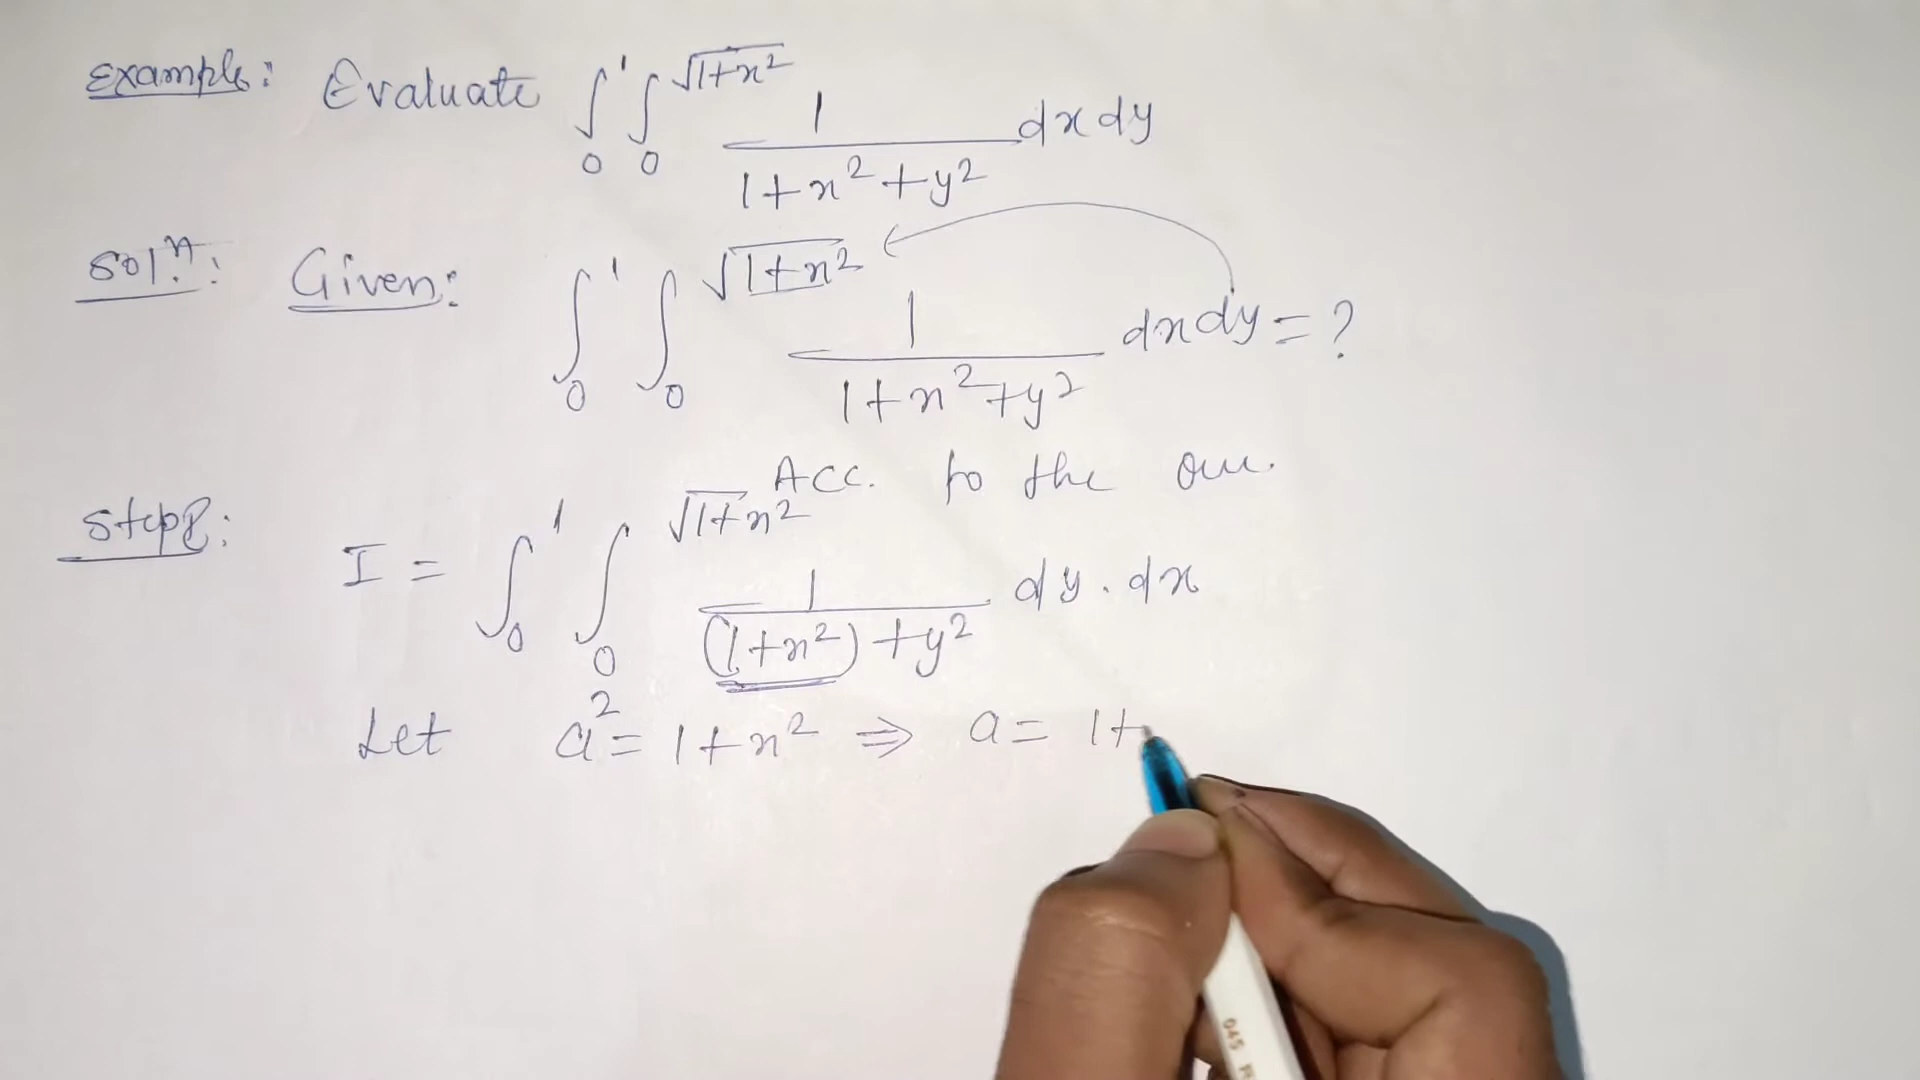 Example: Evaluate ∫₀¹ ∫₀^√(1+x²) 1/(1+x²+y²) dx dy
Solⁿ: Given: ∫₀¹ ∫₀^√(1+x²) 1/(1+x²+y²) dx dy = ?
Acc. to the
Step: I = ∫₀¹ ∫₀^√(1+x²) 1/((1+x²)+y²) dy . dx
Let a² = 1+x² ⇒ a = 1+
045